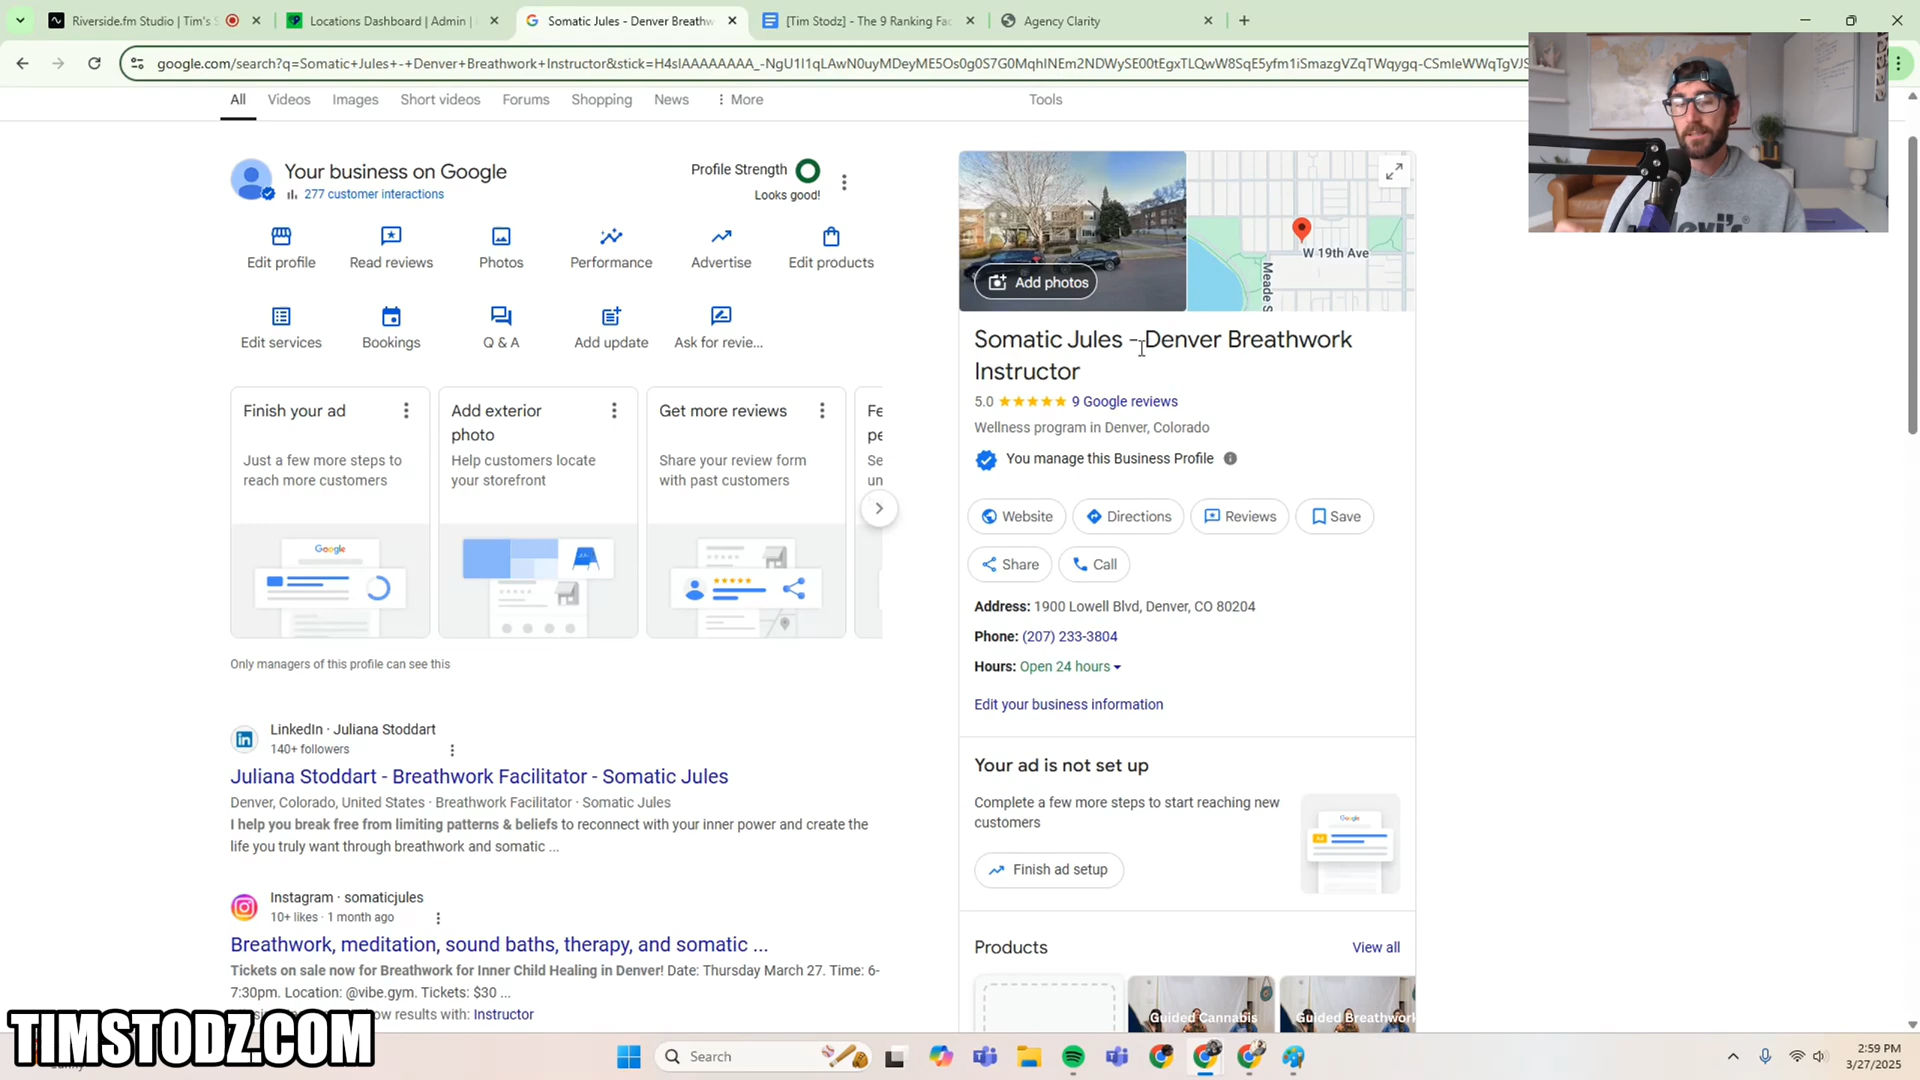 Riverside.fm Studio | Tim's S
Locations Dashboard | Admin |
Somatic Jules - Denver Breathw
[Tim Stodz] - The 9 Ranking Fac
Agency Clarity
All
Videos
Images
Short videos
Forums
Shopping
News
More
Tools
Your business on Google
277 customer interactions
Profile Strength
Looks good!
Edit profile
Read reviews
Photos
Performance
Advertise
Edit products
Edit services
Bookings
Q & A
Add update
Ask for revie...
Finish your ad
Just a few more steps to
reach more customers
Google
Add exterior
photo
Help customers locate
your storefront
Get more reviews
Share your review form
with past customers
Fe
pe
Se
un
Only managers of this profile can see this
LinkedIn · Juliana Stoddart
140+ followers
Juliana Stoddart - Breathwork Facilitator - Somatic Jules
Denver, Colorado, United States · Breathwork Facilitator · Somatic Jules
I help you break free from limiting patterns & beliefs to reconnect with your inner power and create the
life you truly want through breathwork and somatic ...
Instagram · somaticjules
10+ likes · 1 month ago
Breathwork, meditation, sound baths, therapy, and somatic ...
Tickets on sale now for Breathwork for Inner Child Healing in Denver! Date: Thursday March 27. Time: 6-
7:30pm. Location: @vibe.gym. Tickets: $30 ...
results with: Instructor
Add photos
W 19th Ave
Meade S
Somatic Jules - Denver Breathwork
Instructor
5.0
9 Google reviews
Wellness program in Denver, Colorado
You manage this Business Profile
Website
Directions
Reviews
Save
Share
Call
Address: 1900 Lowell Blvd, Denver, CO 80204
Phone: (207) 233-3804
Hours: Open 24 hours
Edit your business information
Your ad is not set up
Complete a few more steps to start reaching new
customers
Google
Finish ad setup
Products
View all
Guided Cannabis
Guided Breathwork
TIMSTODZ.COM
Search
2:59 PM
3/27/2025